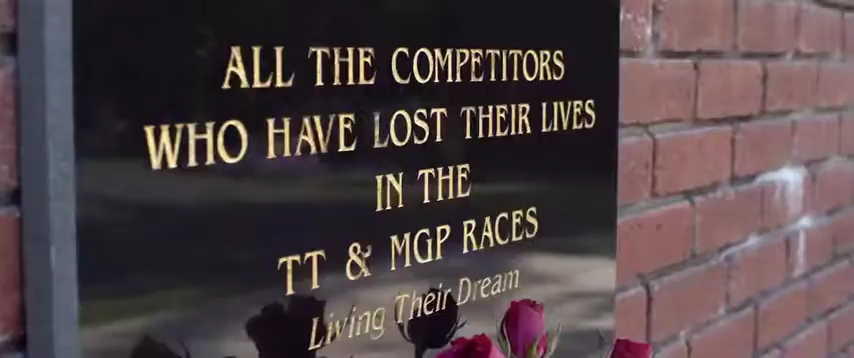 ALL THE COMPETITORS
WHO HAVE LOST THEIR LIVES
IN THE
TT & MGP RACES
Living Their Dream